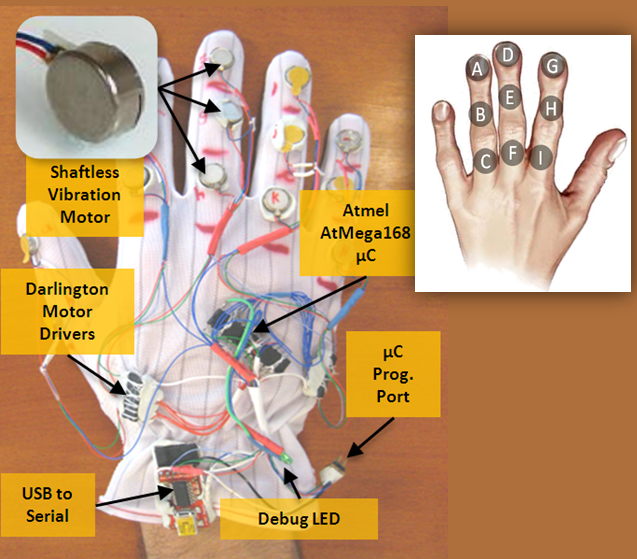 Shaftless
Vibration
Motor
Atmel
AtMega168
µC
Darlington
Motor
Drivers
µC
Prog.
Port
USB to
Serial
Debug LED
A
D
G
B
E
H
C
F
I
K